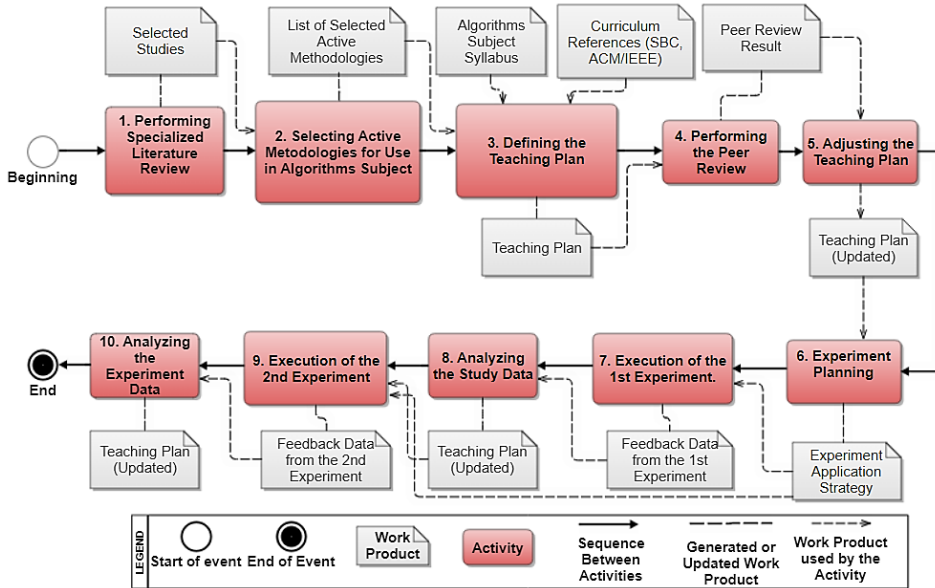 Selected
Studies
List of Selected
Active
Methodologies
Algorithms
Subject
Syllabus
Curriculum
References (SBC,
ACM/IEEE)
Peer Review
Result
Beginning
1. Performing
Specialized
Literature
Review
2. Selecting Active
Metodologies for Use
in Algorithms Subject
3. Defining the
Teaching Plan
4. Performing
the Peer
Review
5. Adjusting the
Teaching Plan
Teaching Plan
Teaching Plan
(Updated)
End
10. Analyzing
the
Experiment
Data
9. Execution of the
2nd Experiment
8. Analyzing
the Study Data
7. Execution of the
1st Experiment.
6. Experiment
Planning
Teaching Plan
(Updated)
Feedback Data
from the 2nd
Experiment
Teaching Plan
(Updated)
Feedback Data
from the 1st
Experiment
Experiment
Application
Strategy
LEGEND
Start of event
End of Event
Work
Product
Activity
Sequence
Between
Activities
Generated or
Updated Work
Product
Work Product
used by the
Activity